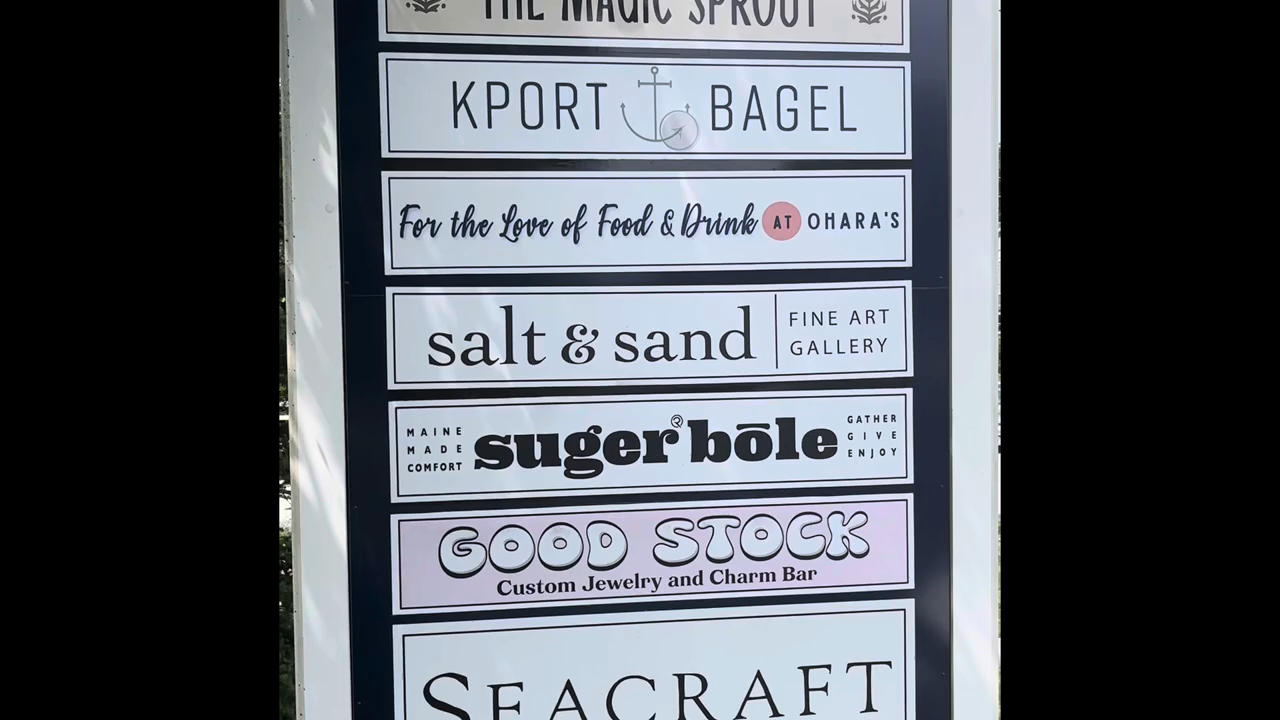 THE MAGIC SPROUT
KPORT BAGEL
For the Love of Food & Drink AT OHARA'S
salt & sand
FINE ART
GALLERY
MAINE
MADE
COMFORT
suger bōle
GATHER
GIVE
ENJOY
GOOD STOCK
Custom Jewelry and Charm Bar
SEACRAFT